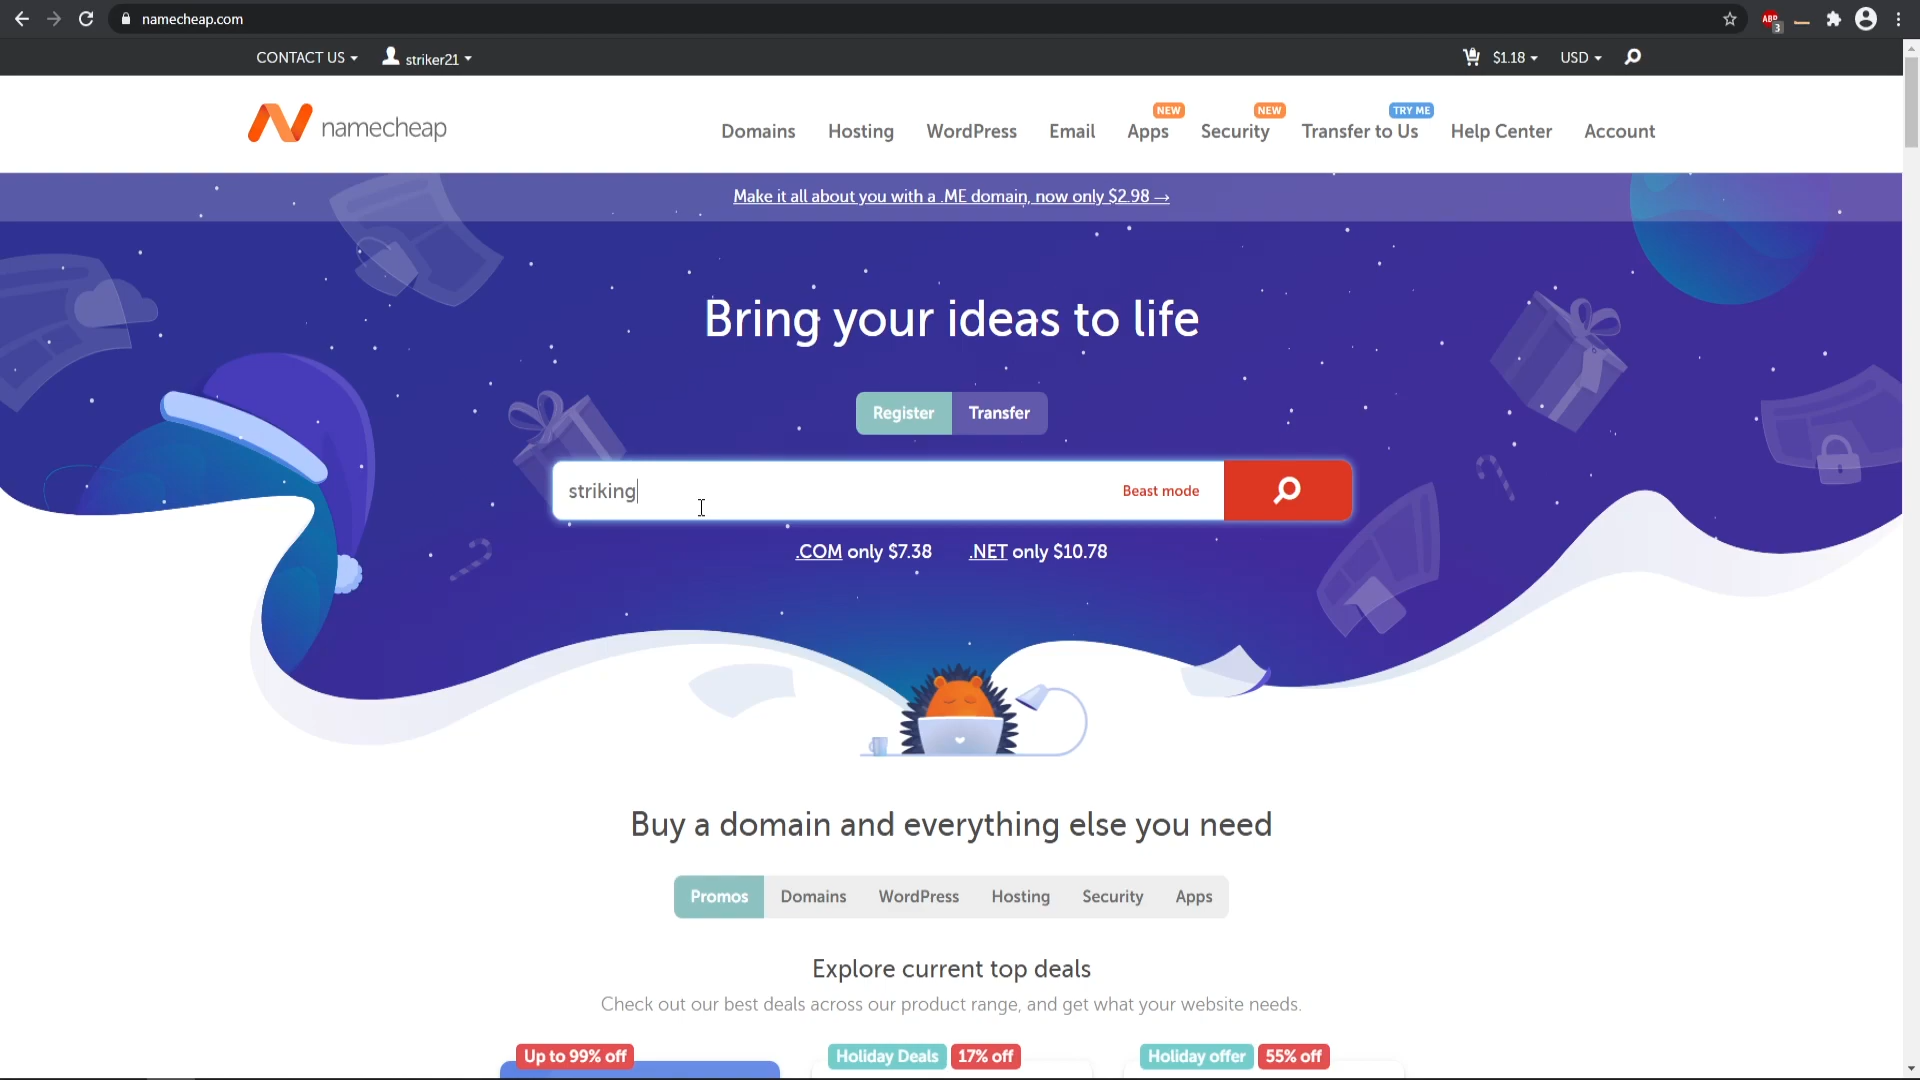 namecheap.com
ABP
3
CONTACT US
striker21
$1.18
USD
namecheap
Domains
Hosting
WordPress
Email
NEW
Apps
NEW
Security
TRY ME
Transfer to Us
Help Center
Account
Make it all about you with a .ME domain, now only $2.98 →
Bring your ideas to life
Register
Transfer
striking
Beast mode
.COM only $7.38
.NET only $10.78
Buy a domain and everything else you need
Promos
Domains
WordPress
Hosting
Security
Apps
Explore current top deals
Check out our best deals across our product range, and get what your website needs.
Up to 99% off
Holiday Deals
17% off
Holiday offer
55% off